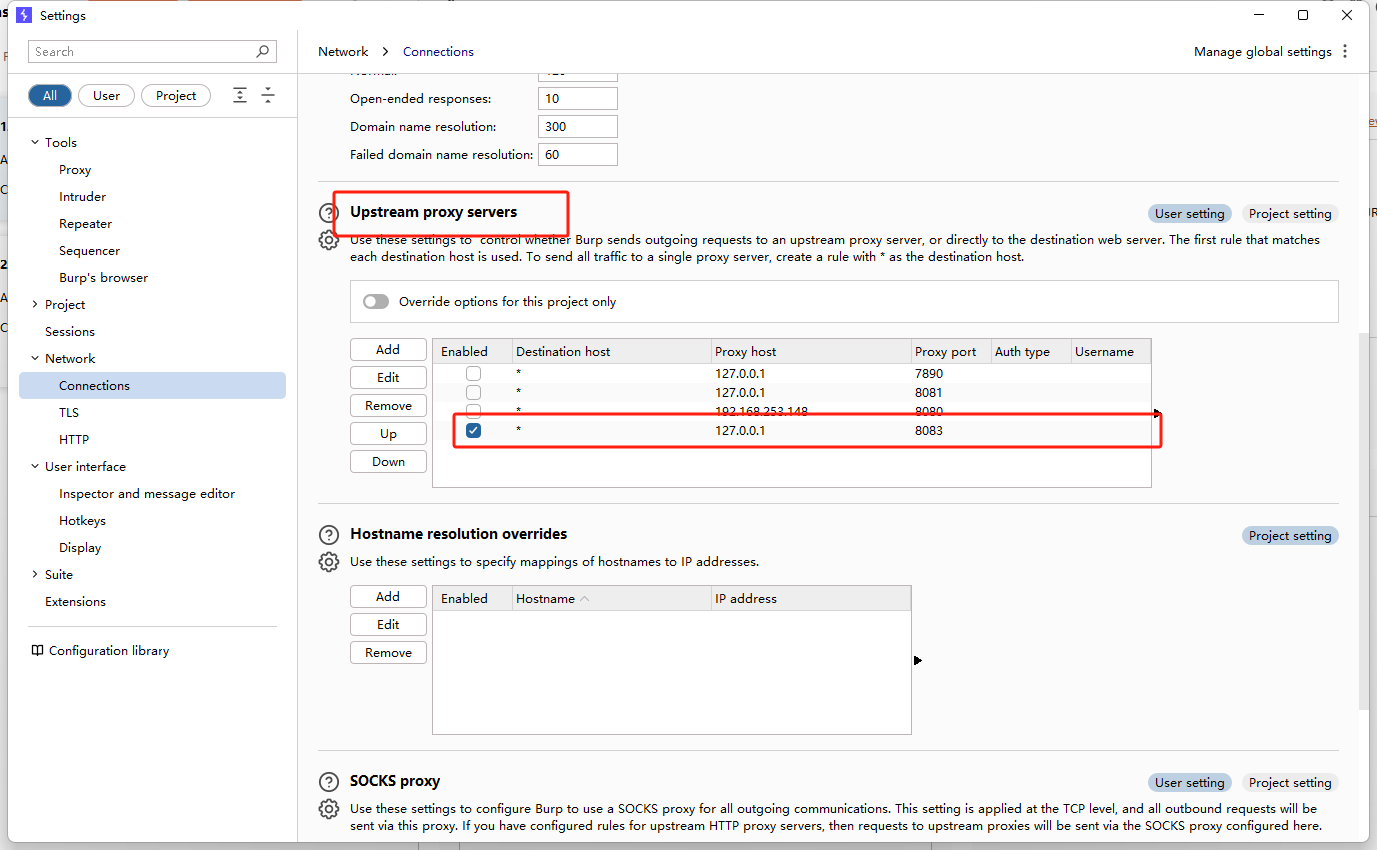 Settings
Search
Network > Connections
Manage global settings
All
User
Project
Tools
Proxy
Intruder
Repeater
Sequencer
Burp's browser
Project
Sessions
Network
Connections
TLS
HTTP
User interface
Inspector and message editor
Hotkeys
Display
Suite
Extensions
Configuration library
Open-ended responses: 10
Domain name resolution: 300
Failed domain name resolution: 60
Upstream proxy servers
User setting
Project setting
Use these settings to control whether Burp sends outgoing requests to an upstream proxy server, or directly to the destination web server. The first rule that matches
each destination host is used. To send all traffic to a single proxy server, create a rule with * as the destination host.
Override options for this project only
Add
Edit
Remove
Up
Down
Enabled Destination host Proxy host Proxy port Auth type Username
* 127.0.0.1 7890
* 127.0.0.1 8081
* 192.168.253.148 8080
* 127.0.0.1 8083
Hostname resolution overrides
Project setting
Use these settings to specify mappings of hostnames to IP addresses.
Add
Edit
Remove
Enabled Hostname IP address
SOCKS proxy
User setting
Project setting
Use these settings to configure Burp to use a SOCKS proxy for all outgoing communications. This setting is applied at the TCP level, and all outbound requests will be
sent via this proxy. If you have configured rules for upstream HTTP proxy servers, then requests to upstream proxies will be sent via the SOCKS proxy configured here.